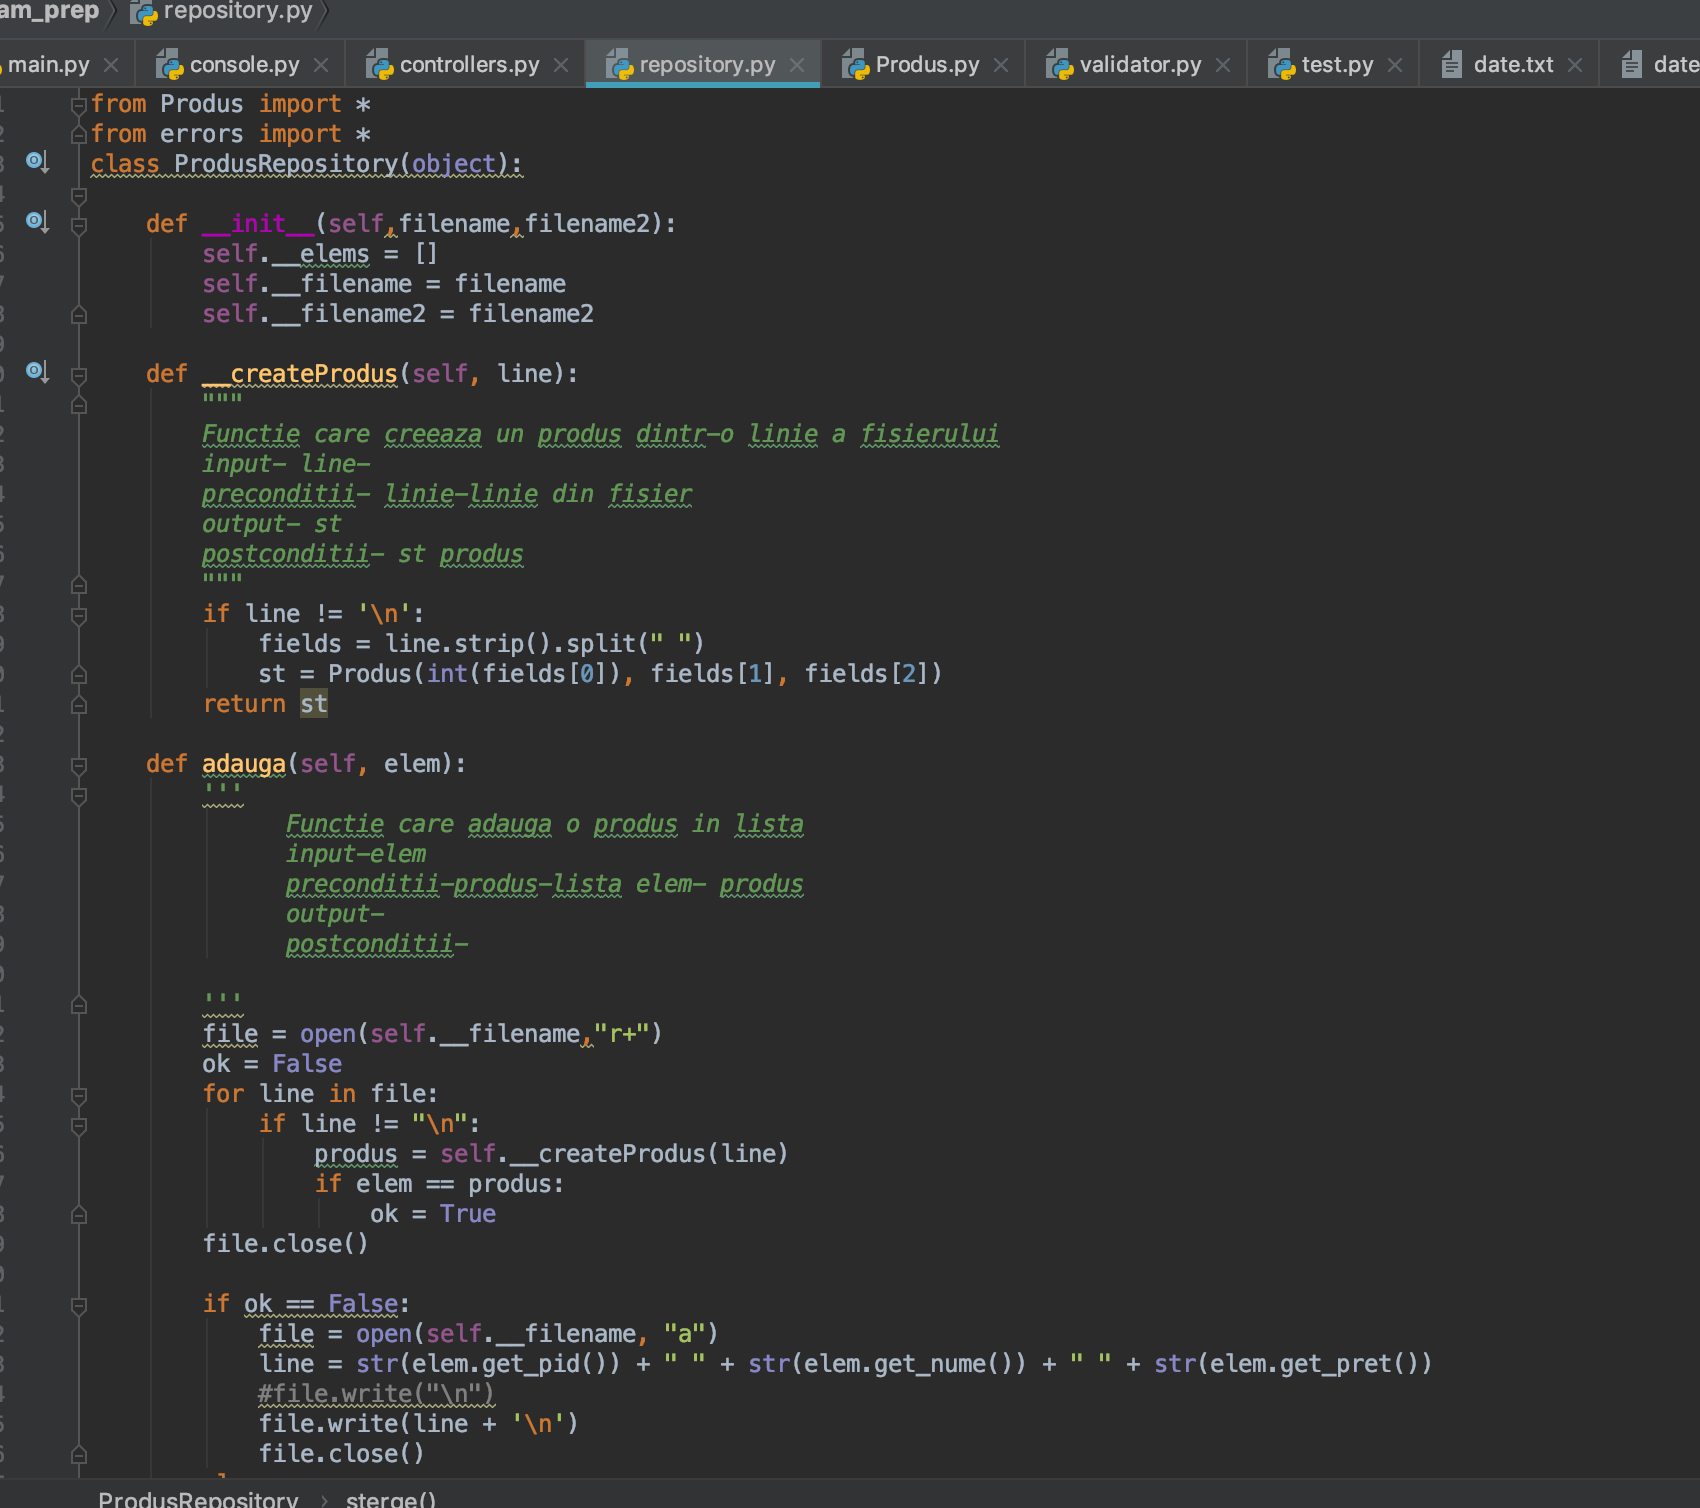 am_prep repository.py
main.py console.py controllers.py repository.py Produs.py validator.py test.py date.txt date
from Produs import *
from errors import *
class ProdusRepository(object):
def __init__(self,filename,filename2):
self.__elems = []
self.__filename = filename
self.__filename2 = filename2
def __createProdus(self, line):
"""
Functie care creeaza un produs dintr-o linie a fisierului
input- line-
preconditii- linie-linie din fisier
output- st
postconditii- st produs
"""
if line != '\n':
fields = line.strip().split(" ")
st = Produs(int(fields[0]), fields[1], fields[2])
return st
def adauga(self, elem):
'''
Functie care adauga o produs in lista
input-elem
preconditii-produs-lista elem- produs
output-
postconditii-
'''
file = open(self.__filename,"r+")
ok = False
for line in file:
if line != "\n":
produs = self.__createProdus(line)
if elem == produs:
ok = True
file.close()
if ok == False:
file = open(self.__filename, "a")
line = str(elem.get_pid()) + " " + str(elem.get_nume()) + " " + str(elem.get_pret())
#file.write("\n")
file.write(line + '\n')
file.close()
ProdusRepository › sterge()